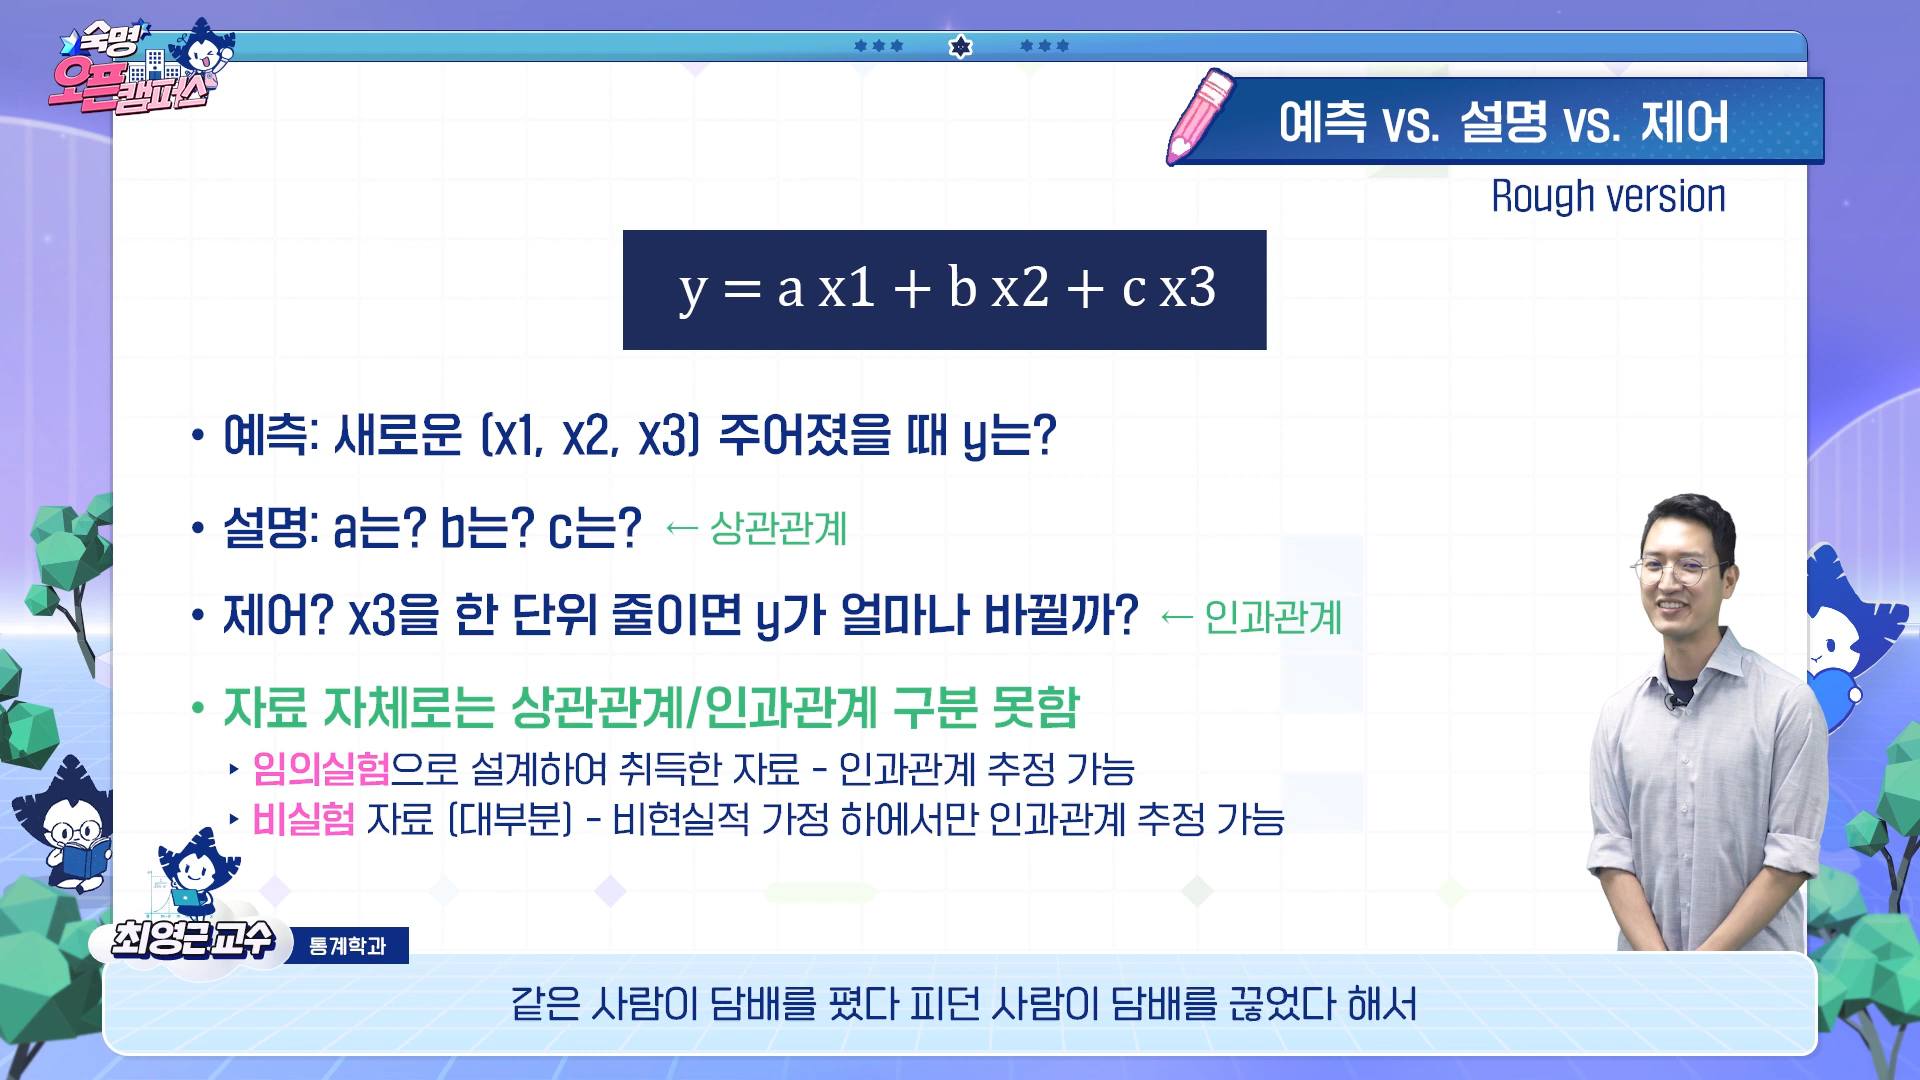 숙명
오픈캠퍼스
예측 vs. 설명 vs. 제어
Rough version
y = a x1 + b x2 + c x3
• 예측: 새로운 (x1, x2, x3) 주어졌을 때 y는?
• 설명: a는? b는? c는? ← 상관관계
• 제어? x3을 한 단위 줄이면 y가 얼마나 바뀔까? ← 인과관계
• 자료 자체로는 상관관계/인과관계 구분 못함
‣ 임의실험으로 설계하여 취득한 자료 - 인과관계 추정 가능
‣ 비실험 자료 (대부분) - 비현실적 가정 하에서만 인과관계 추정 가능
최영근 교수
통계학과
같은 사람이 담배를 폈다 피던 사람이 담배를 끊었다 해서